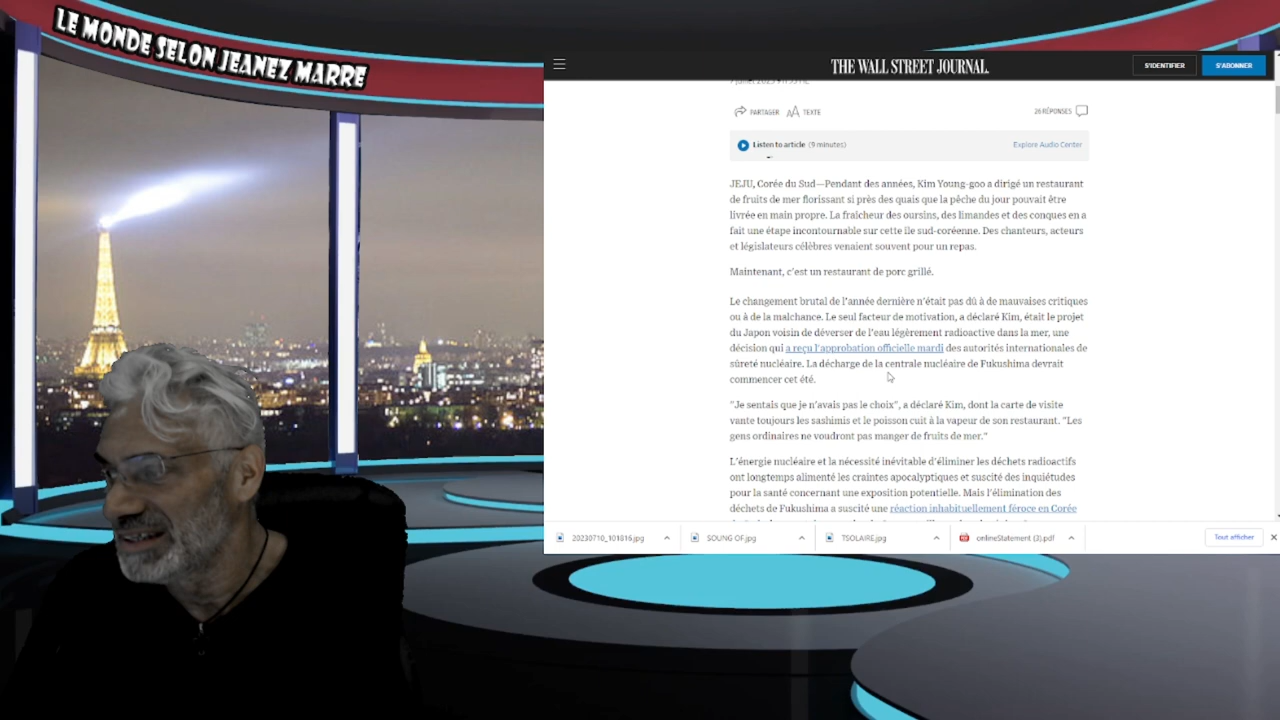 LE MONDE SELON JEANEZ MARRE
THE WALL STREET JOURNAL.
S'IDENTIFIER
S'ABONNER
PARTAGER
TEXTE
26 RÉPONSES
Listen to article (9 minutes)
Explore Audio Center
JEJU, Corée du Sud—Pendant des années, Kim Young-goo a dirigé un restaurant
de fruits de mer florissant si près des quais que la pêche du jour pouvait être
livrée en main propre. La fraîcheur des oursins, des limandes et des conques en a
fait une étape incontournable sur cette île sud-coréenne. Des chanteurs, acteurs
et législateurs célèbres venaient souvent pour un repas.
Maintenant, c'est un restaurant de porc grillé.
Le changement brutal de l'année dernière n'était pas dû à de mauvaises critiques
ou à de la malchance. Le seul facteur de motivation, a déclaré Kim, était le projet
du Japon voisin de déverser de l'eau légèrement radioactive dans la mer, une
décision qui a reçu l'approbation officielle mardi des autorités internationales de
sûreté nucléaire. La décharge de la centrale nucléaire de Fukushima devrait
commencer cet été.
"Je sentais que je n'avais pas le choix", a déclaré Kim, dont la carte de visite
vante toujours les sashimis et le poisson cuit à la vapeur de son restaurant. "Les
gens ordinaires ne voudront pas manger de fruits de mer."
L'énergie nucléaire et la nécessité inévitable d'éliminer les déchets radioactifs
ont longtemps alimenté les craintes apocalyptiques et suscité des inquiétudes
pour la santé concernant une exposition potentielle. Mais l'élimination des
déchets de Fukushima a suscité une réaction inhabituellement féroce en Corée
20230710_101816.jpg
SOUNG OF.jpg
TSOLAIRE.jpg
onlineStatement (3).pdf
Tout afficher